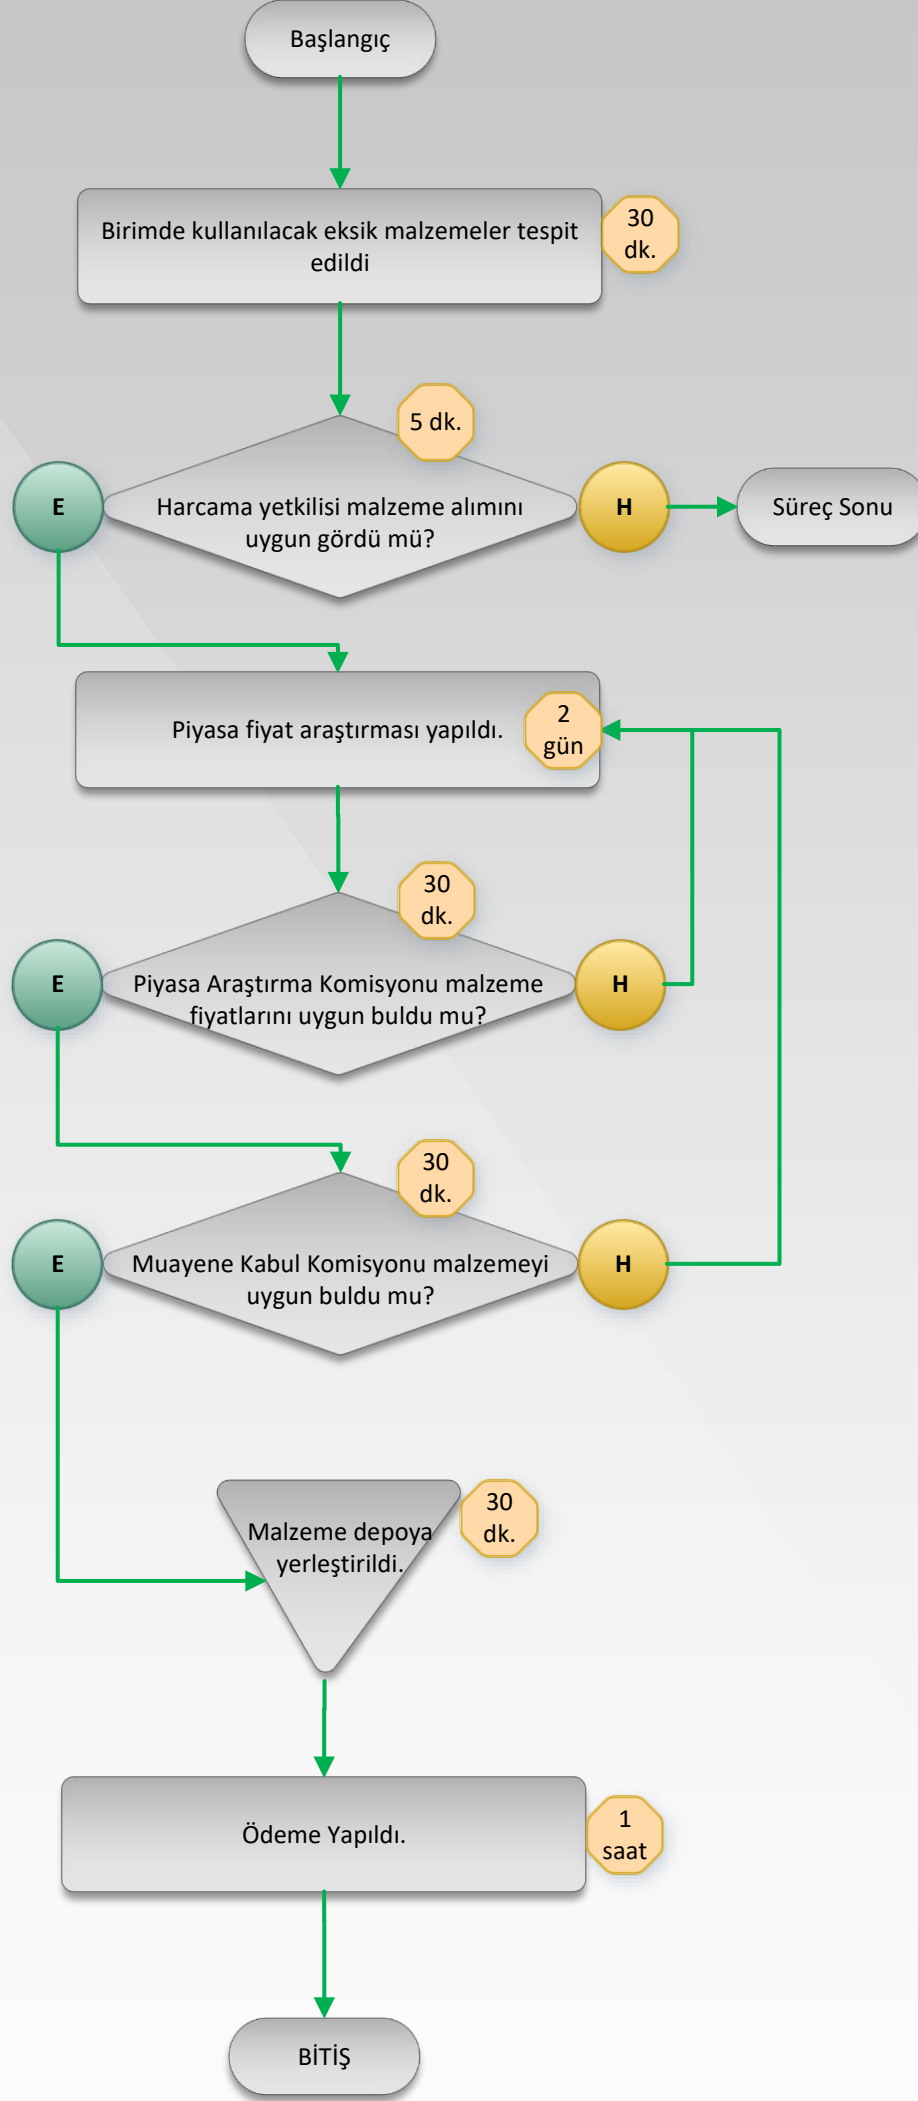 Başlangıç
Birimde kullanılacak eksik malzemeler tespit
edildi
30
dk.
5 dk.
E
Harcama yetkilisi malzeme alımını
uygun gördü mü?
H
Süreç Sonu
Piyasa fiyat araştırması yapıldı.
2
gün
30
dk.
E
Piyasa Araştırma Komisyonu malzeme
fiyatlarını uygun buldu mu?
H
30
dk.
E
Muayene Kabul Komisyonu malzemeyi
uygun buldu mu?
H
Malzeme depoya
yerleştirildi.
30
dk.
Ödeme Yapıldı.
1
saat
BİTİŞ